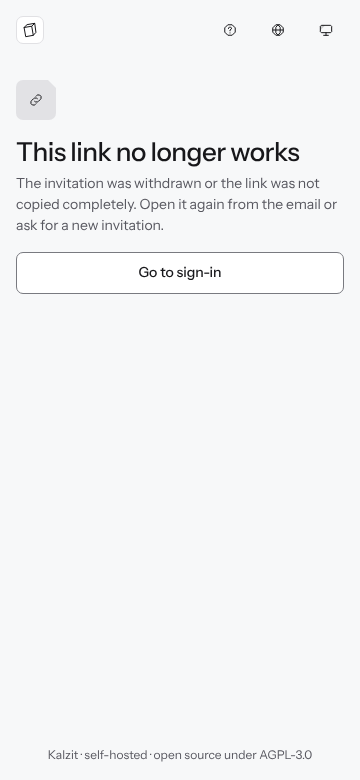 This link no longer works
The invitation was withdrawn or the link was not
copied completely. Open it again from the email or
ask for a new invitation.
Go to sign-in
Kalzit · self-hosted · open source under AGPL-3.0